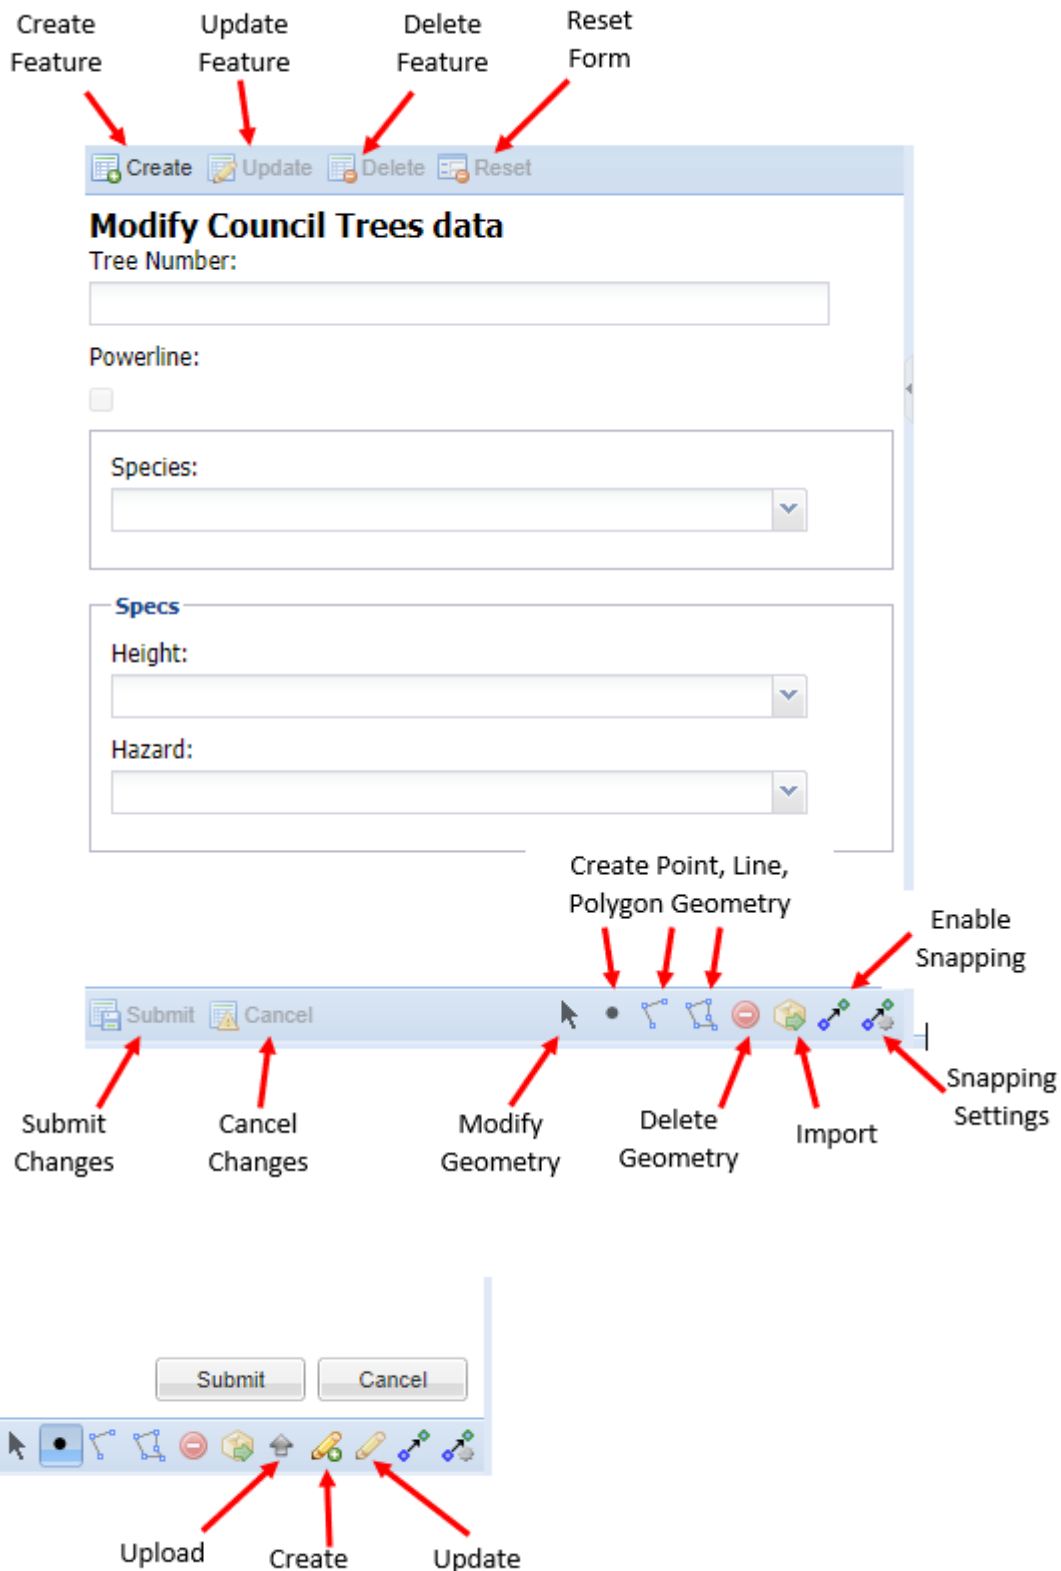 Create
Feature
Update
Feature
Delete
Feature
Reset
Form
Create Update Delete Reset
Modify Council Trees data
Tree Number:
Powerline:
Species:
Specs
Height:
Hazard:
Create Point, Line,
Polygon Geometry
Enable
Snapping
Submit Cancel
Submit
Changes
Cancel
Changes
Modify
Geometry
Delete
Geometry
Import
Snapping
Settings
Submit Cancel
Upload
Create
Update